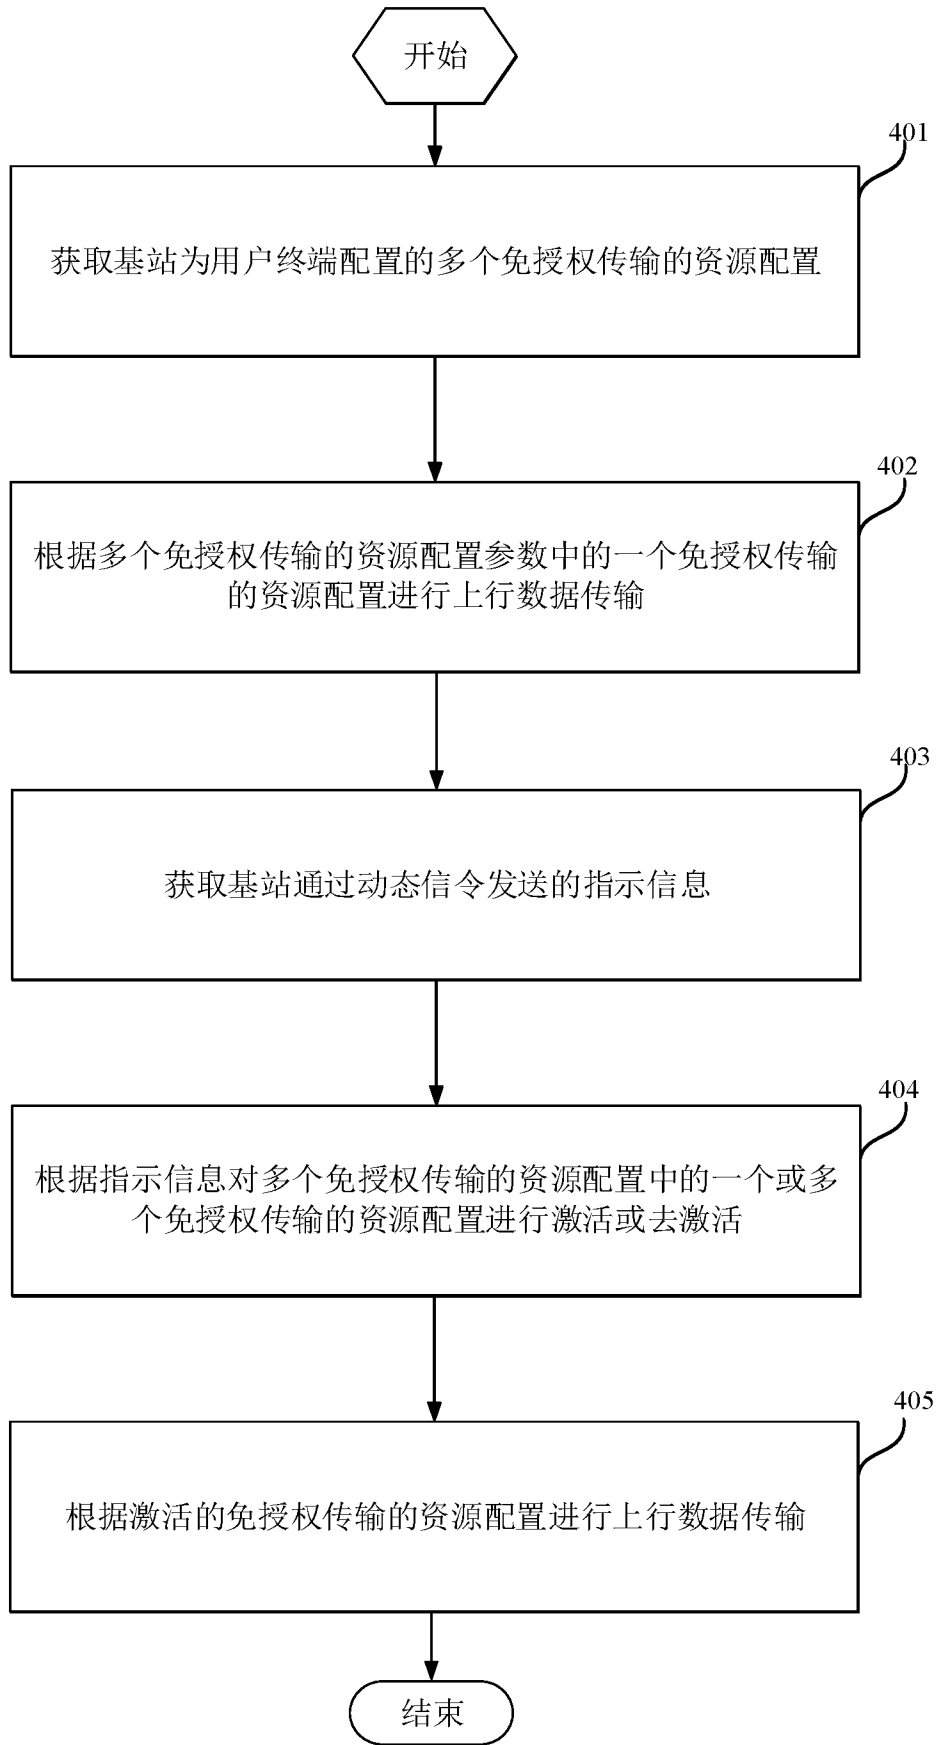 开始
401
获取基站为用户终端配置的多个免授权传输的资源配置
402
根据多个免授权传输的资源配置参数中的一个免授权传输
的资源配置进行上行数据传输
403
获取基站通过动态信令发送的指示信息
404
根据指示信息对多个免授权传输的资源配置中的一个或多
个免授权传输的资源配置进行激活或去激活
405
根据激活的免授权传输的资源配置进行上行数据传输
结束